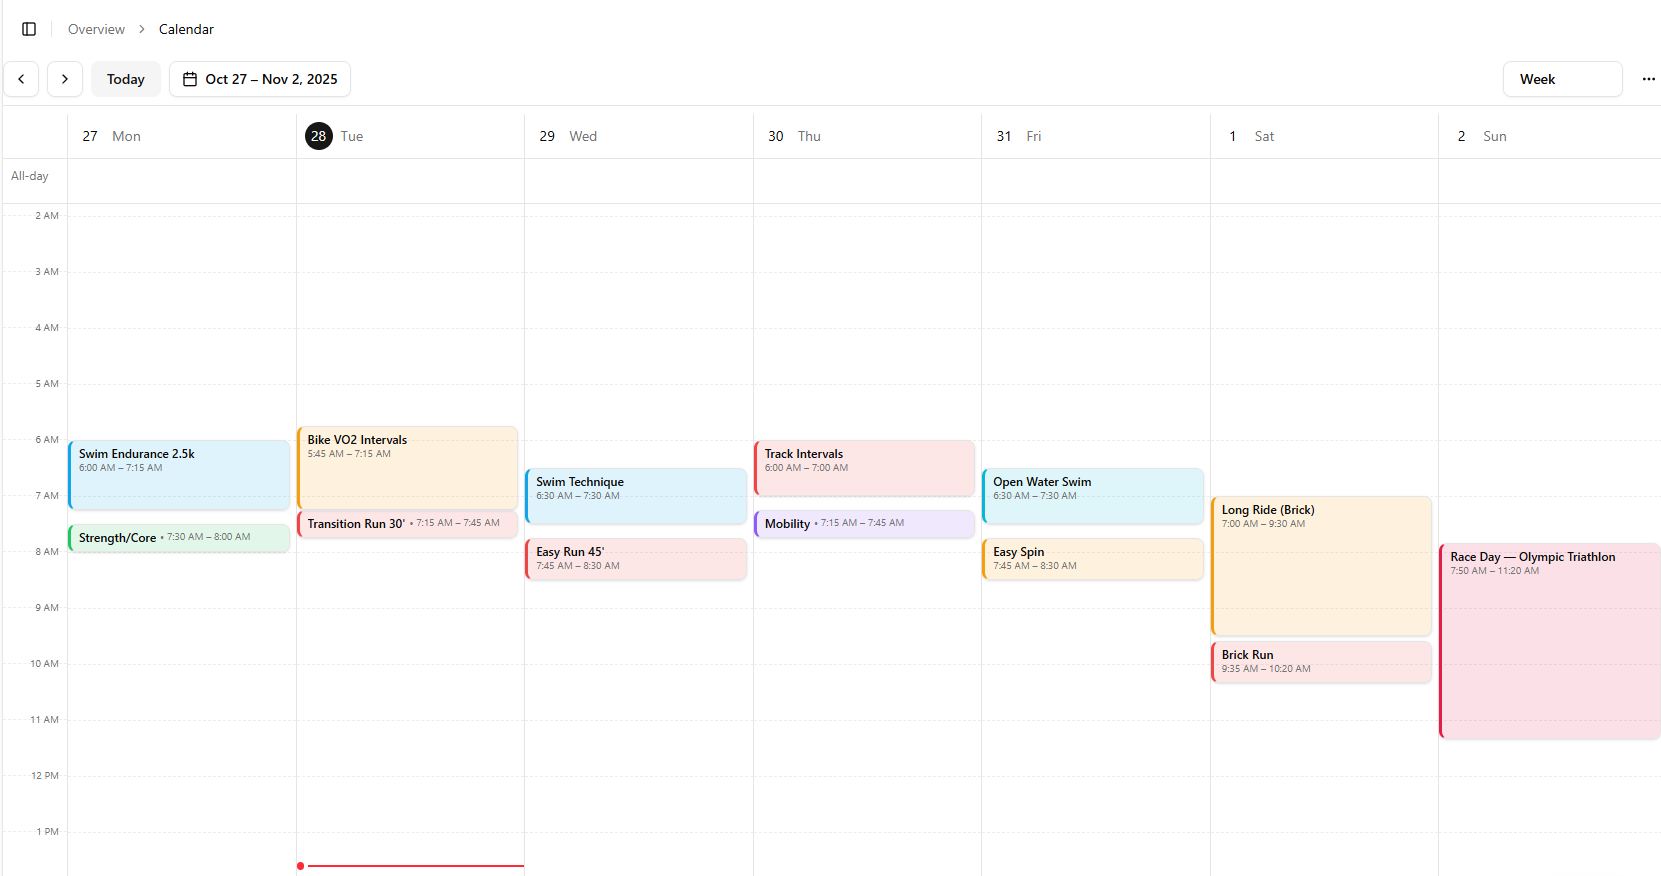 Overview > Calendar
Today
Oct 27 – Nov 2, 2025
Week
27 Mon
28 Tue
29 Wed
30 Thu
31 Fri
1 Sat
2 Sun
All-day
2 AM
3 AM
4 AM
5 AM
6 AM
7 AM
8 AM
9 AM
10 AM
11 AM
12 PM
1 PM
Swim Endurance 2.5k
6:00 AM – 7:15 AM
Strength/Core • 7:30 AM – 8:00 AM
Bike VO2 Intervals
5:45 AM – 7:15 AM
Transition Run 30' • 7:15 AM – 7:45 AM
Swim Technique
6:30 AM – 7:30 AM
Easy Run 45'
7:45 AM – 8:30 AM
Track Intervals
6:00 AM – 7:00 AM
Mobility • 7:15 AM – 7:45 AM
Open Water Swim
6:30 AM – 7:30 AM
Easy Spin
7:45 AM – 8:30 AM
Long Ride (Brick)
7:00 AM – 9:30 AM
Brick Run
9:35 AM – 10:20 AM
Race Day — Olympic Triathlon
7:50 AM – 11:20 AM